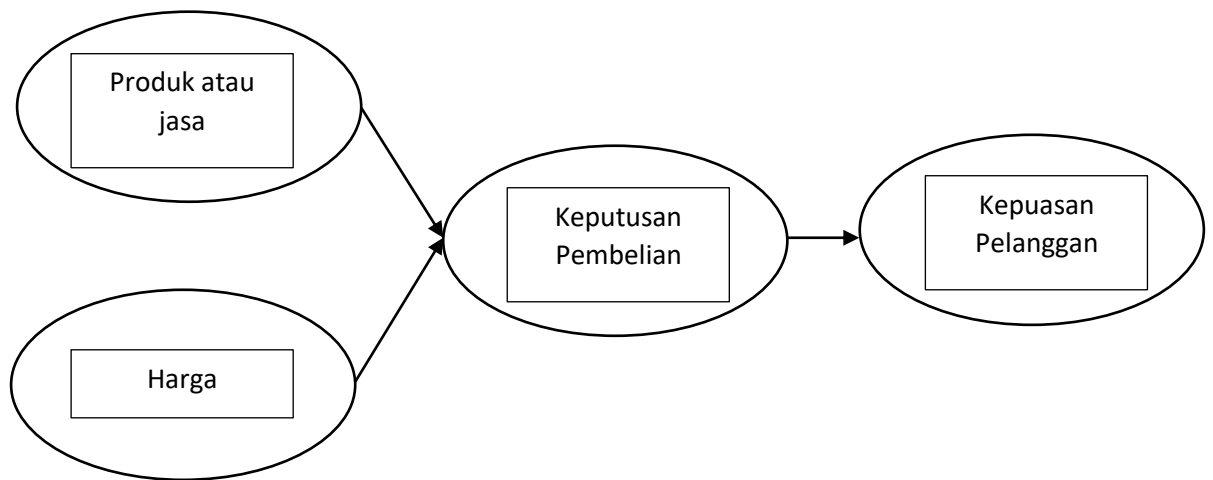 Produk atau
jasa
Keputusan
Pembelian
Kepuasan
Pelanggan
Harga